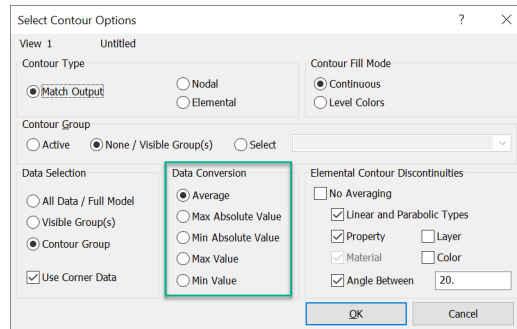 Select Contour Options ? ×
View 1 Untitled
Contour Type
Match Output
Nodal
Elemental
Contour Fill Mode
Continuous
Level Colors
Contour Group
Active None / Visible Group(s) Select
Data Selection
All Data / Full Model
Visible Group(s)
Contour Group
Use Corner Data
Data Conversion
Average
Max Absolute Value
Min Absolute Value
Max Value
Min Value
Elemental Contour Discontinuities
No Averaging
Linear and Parabolic Types
Property Layer
Material Color
Angle Between 20.
OK Cancel